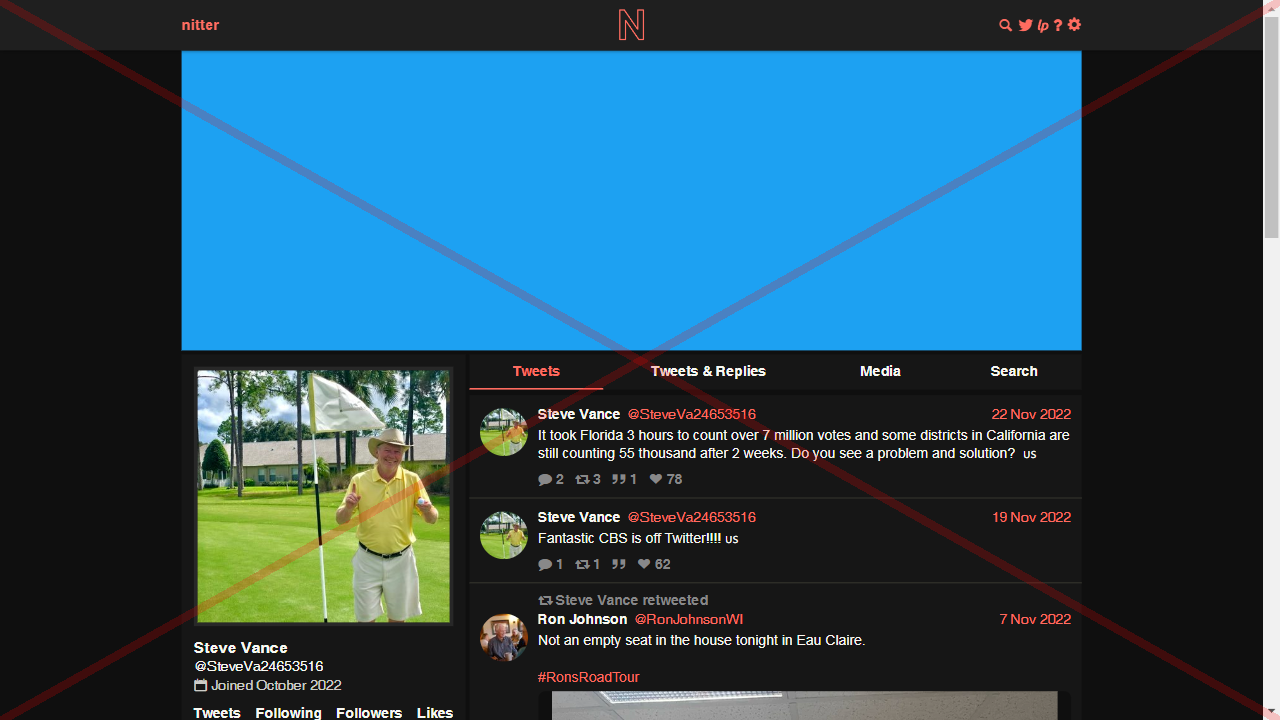 nitter
N
lp ?
Tweets Tweets & Replies Media Search
Steve Vance @SteveVa24653516 22 Nov 2022
It took Florida 3 hours to count over 7 million votes and some districts in California are
still counting 55 thousand after 2 weeks. Do you see a problem and solution? US
2 3 1 78
Steve Vance @SteveVa24653516 19 Nov 2022
Fantastic CBS is off Twitter!!!! US
1 1 62
Steve Vance retweeted
Ron Johnson @RonJohnsonWI 7 Nov 2022
Not an empty seat in the house tonight in Eau Claire.
#RonsRoadTour
Steve Vance
@SteveVa24653516
Joined October 2022
Tweets Following Followers Likes